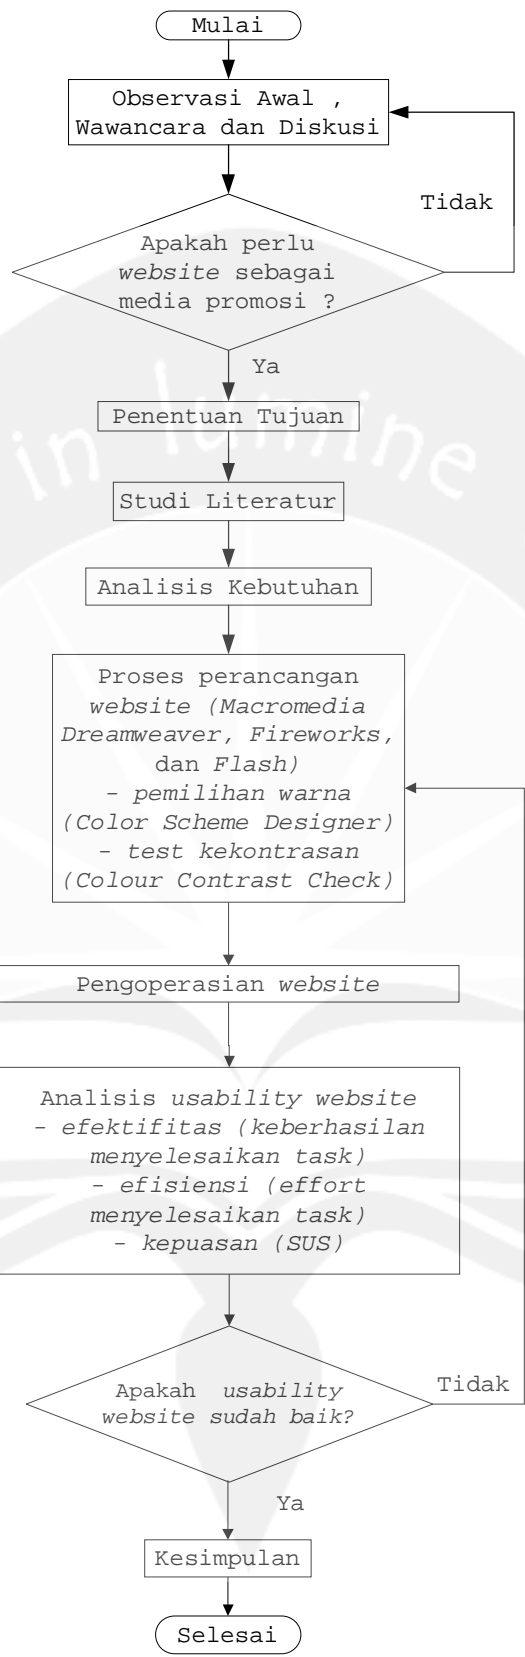 Mulai
Observasi Awal ,
Wawancara dan Diskusi
Tidak
Apakah perlu
website sebagai
media promosi ?
Ya
Penentuan Tujuan
in lumine
Studi Literatur
Analisis Kebutuhan
Proses perancangan
website (Macromedia
Dreamweaver, Fireworks,
dan Flash)
- pemilihan warna
(Color Scheme Designer)
- test kekontrasan
(Colour Contrast Check)
Pengoperasian website
Analisis usability website
- efektifitas (keberhasilan
menyelesaikan task)
- efisiensi (effort
menyelesaikan task)
- kepuasan (SUS)
Tidak
Apakah usability
website sudah baik?
Ya
Kesimpulan
Selesai